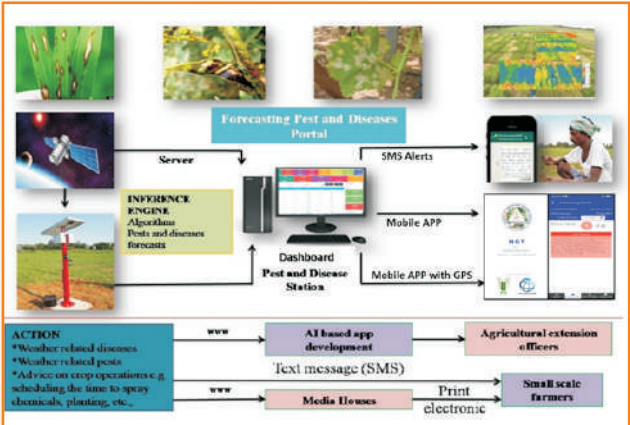 Forecasting Pest and Diseases
Portal
Server
SMS Alerts
INFERENCE
ENGINE
Algorithms
Pests and diseases
forecasts
Mobile APP
Dashboard
Pest and Disease
Station
Mobile APP with GPS
ACTION
*Weather related diseases
*Weather related pests
*Advice on crop operations e.g
scheduling the time to spray
chemicals, planting, etc.,
www
AI based app
development
Agricultural extension
officers
Text message (SMS)
www
Media Houses
Print
electronic
Small scale
farmers